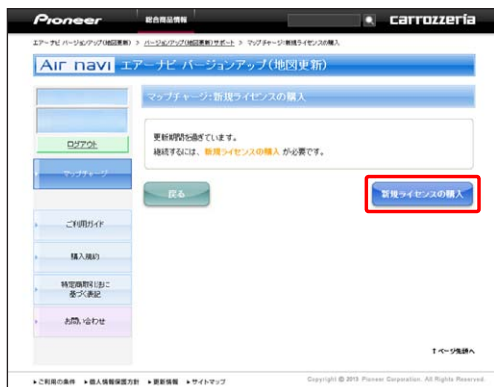 Pioneer
総合商品情報
carrozzeria
エアーナビ バージョンアップ(地図更新) > バージョンアップ(地図更新)サポート > マップチャージ:新規ライセンスの購入
Air navi エアーナビ バージョンアップ(地図更新)
マップチャージ:新規ライセンスの購入
更新期間を過ぎています。
継続するには、新規ライセンスの購入 が必要です。
ログアウト
マップチャージ
戻る
新規ライセンスの購入
ご利用ガイド
購入規約
特定商取引法に
基づく表記
お問い合わせ
↑ページ先頭へ
ご利用の条件 個人情報保護方針 更新情報 サイトマップ
Copyright © 2013 Pioneer Corporation. All Rights Reserved.